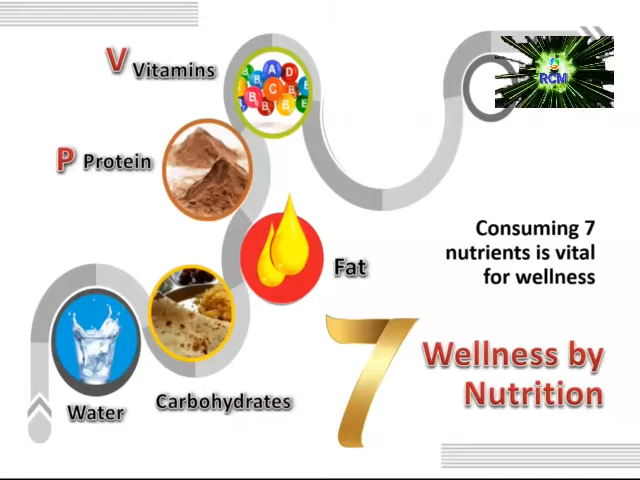 V Vitamins
P Protein
Fat
Carbohydrates
Water
RCM
Consuming 7
nutrients is vital
for wellness
7
Wellness by
Nutrition
A
D
C